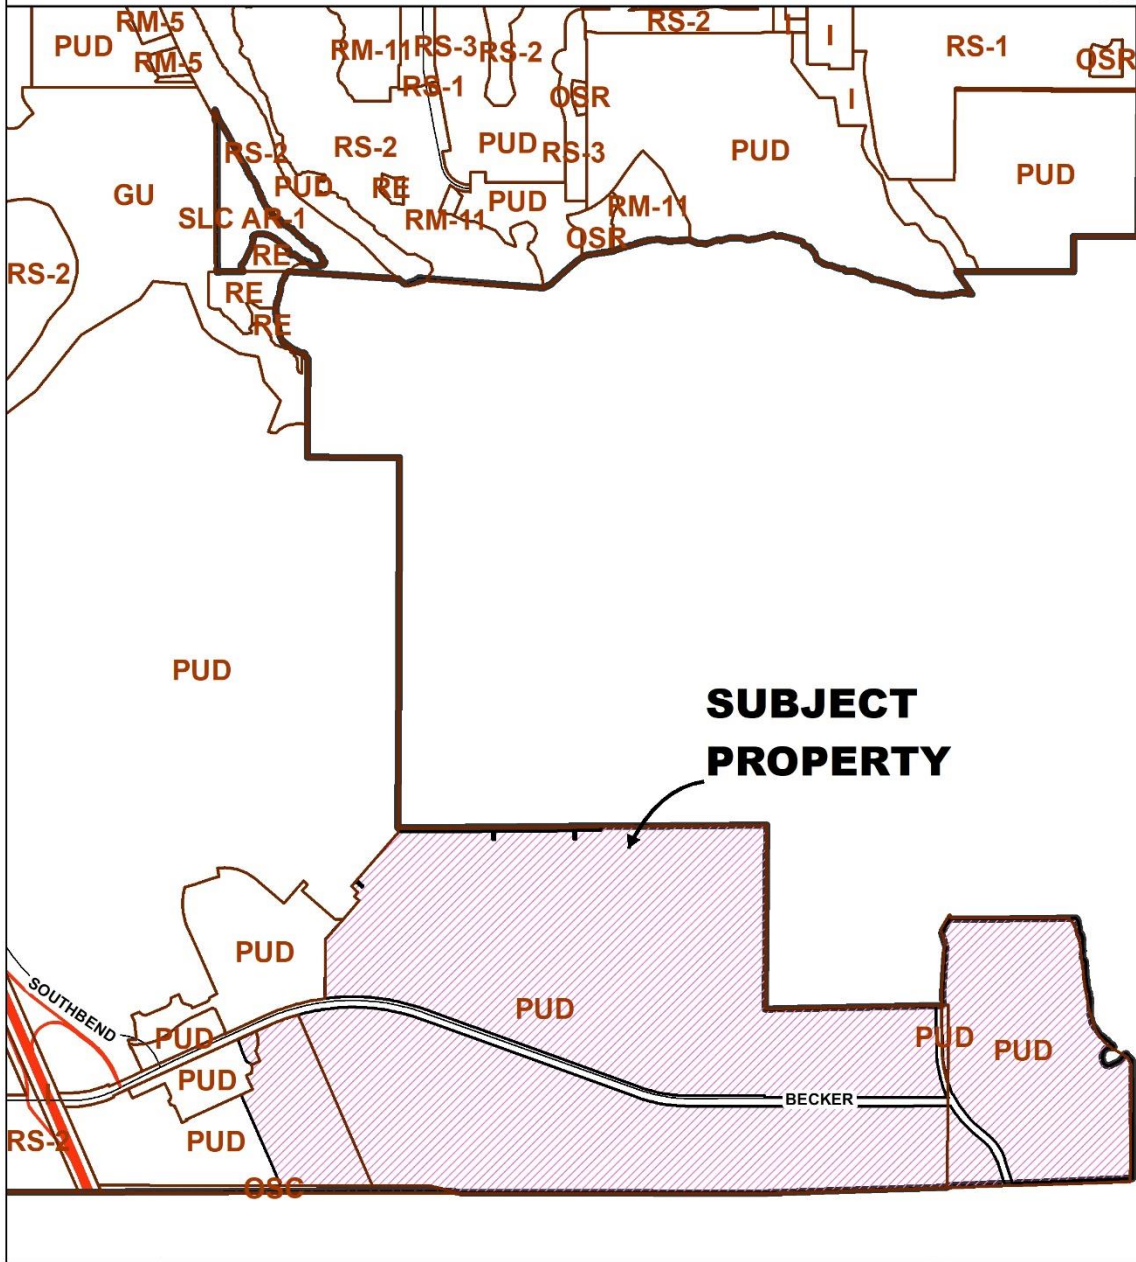 RM-5
PUD
RM-5
RM-11
RS-3
RS-2
RS-2
I
I
RS-1
OSR
RS-1
OSR
I
RS-2
RS-2
PUD
RS-3
PUD
PUD
GU
PUD
RE
PUD
RM-11
RM-11
SLC AR-1
OSR
RE
RS-2
RE
RE
PUD
SUBJECT
PROPERTY
PUD
SOUTHBEND
PUD
PUD
PUD
PUD
PUD
BECKER
RS-2
PUD
OSC